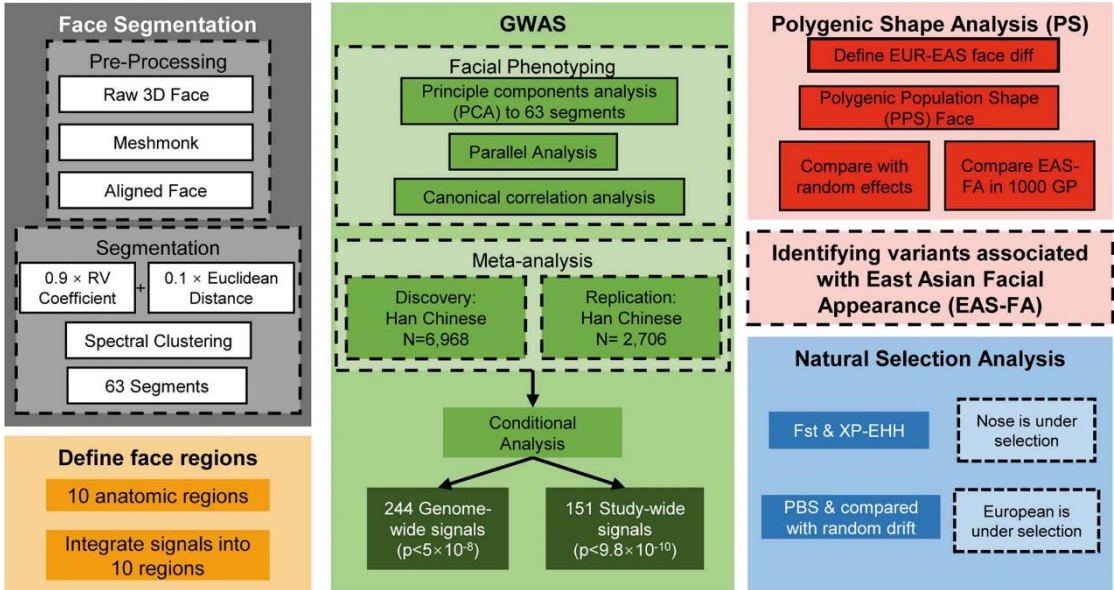 Face Segmentation
Pre-Processing
Raw 3D Face
Meshmonk
Aligned Face
Segmentation
0.9 × RV
Coefficient
+
0.1 × Euclidean
Distance
Spectral Clustering
63 Segments
Define face regions
10 anatomic regions
Integrate signals into
10 regions
GWAS
Facial Phenotyping
Principle components analysis
(PCA) to 63 segments
Parallel Analysis
Canonical correlation analysis
Meta-analysis
Discovery:
Han Chinese
N=6,968
Replication:
Han Chinese
N= 2,706
Conditional
Analysis
244 Genome-
wide signals
(p<5×10⁻⁸)
151 Study-wide
signals
(p<9.8×10⁻¹⁰)
Polygenic Shape Analysis (PS)
Define EUR-EAS face diff
Polygenic Population Shape
(PPS) Face
Compare with
random effects
Compare EAS-
FA in 1000 GP
Identifying variants associated
with East Asian Facial
Appearance (EAS-FA)
Natural Selection Analysis
Fst & XP-EHH
Nose is under
selection
PBS & compared
with random drift
European is
under selection